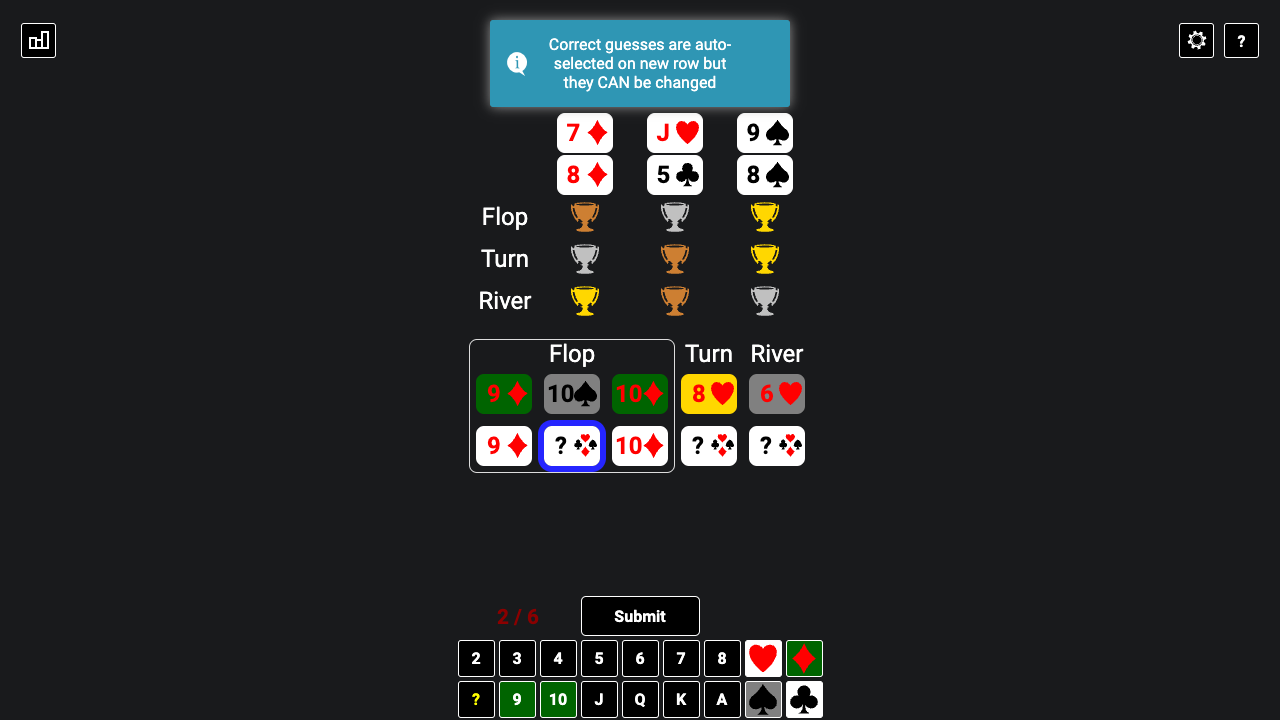 Correct guesses are auto-
selected on new row but
they CAN be changed
?
7 J 9
8 5 8
Flop
Turn
River
Flop Turn River
9 10 10 8 6
9 ? 10 ? ?
2 / 6 Submit
2 3 4 5 6 7 8
? 9 10 J Q K A